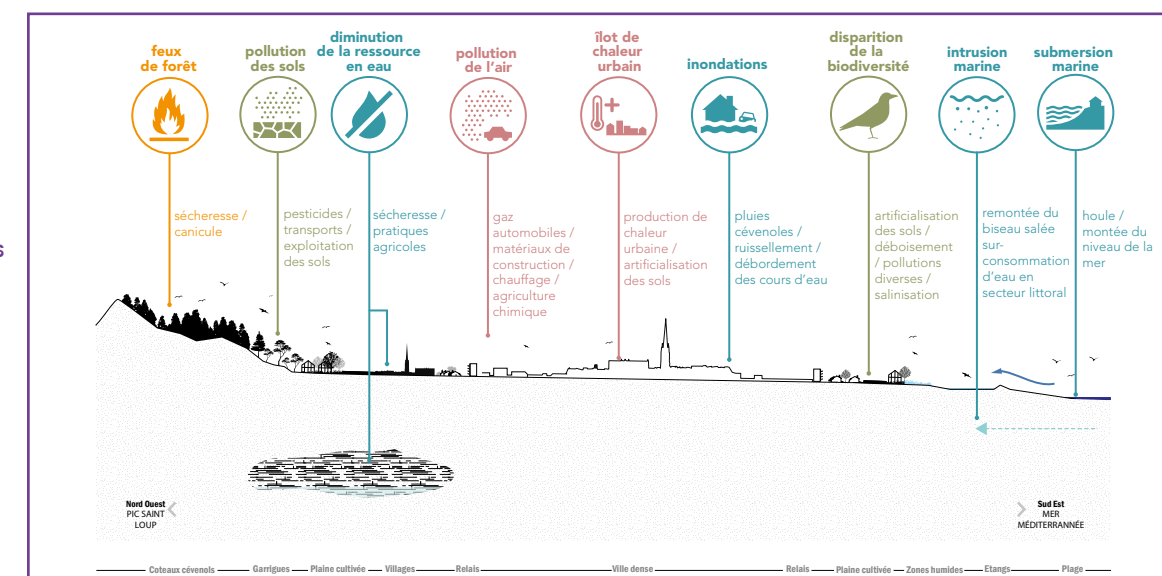 feux
de forêt
pollution
des sols
diminution
de la ressource
en eau
pollution
de l'air
îlot de
chaleur
urbain
inondations
disparition
de la
biodiversité
intrusion
marine
submersion
marine
sécheresse /
canicule
pesticides /
transports /
exploitation
des sols
sécheresse /
pratiques
agricoles
gaz
automobiles /
matériaux de
construction /
chauffage /
agriculture
chimique
production de
chaleur
urbaine /
artificialisation
des sols
pluies
cévenoles /
ruissellement /
débordement
des cours d'eau
artificialisation
des sols /
déboisement
/ pollutions
diverses /
salinisation
remontée du
biseau salée
sur-
consommation
d'eau en
secteur littoral
houle /
montée du
niveau de la
mer
s
Nord Ouest
PIC SAINT
LOUP
Sud Est
MER
MÉDITERRANNÉE
Coteaux cévenols Garrigues Plaine cultivée Villages Relais Ville dense Relais Plaine cultivée Zones humides Etangs Plage